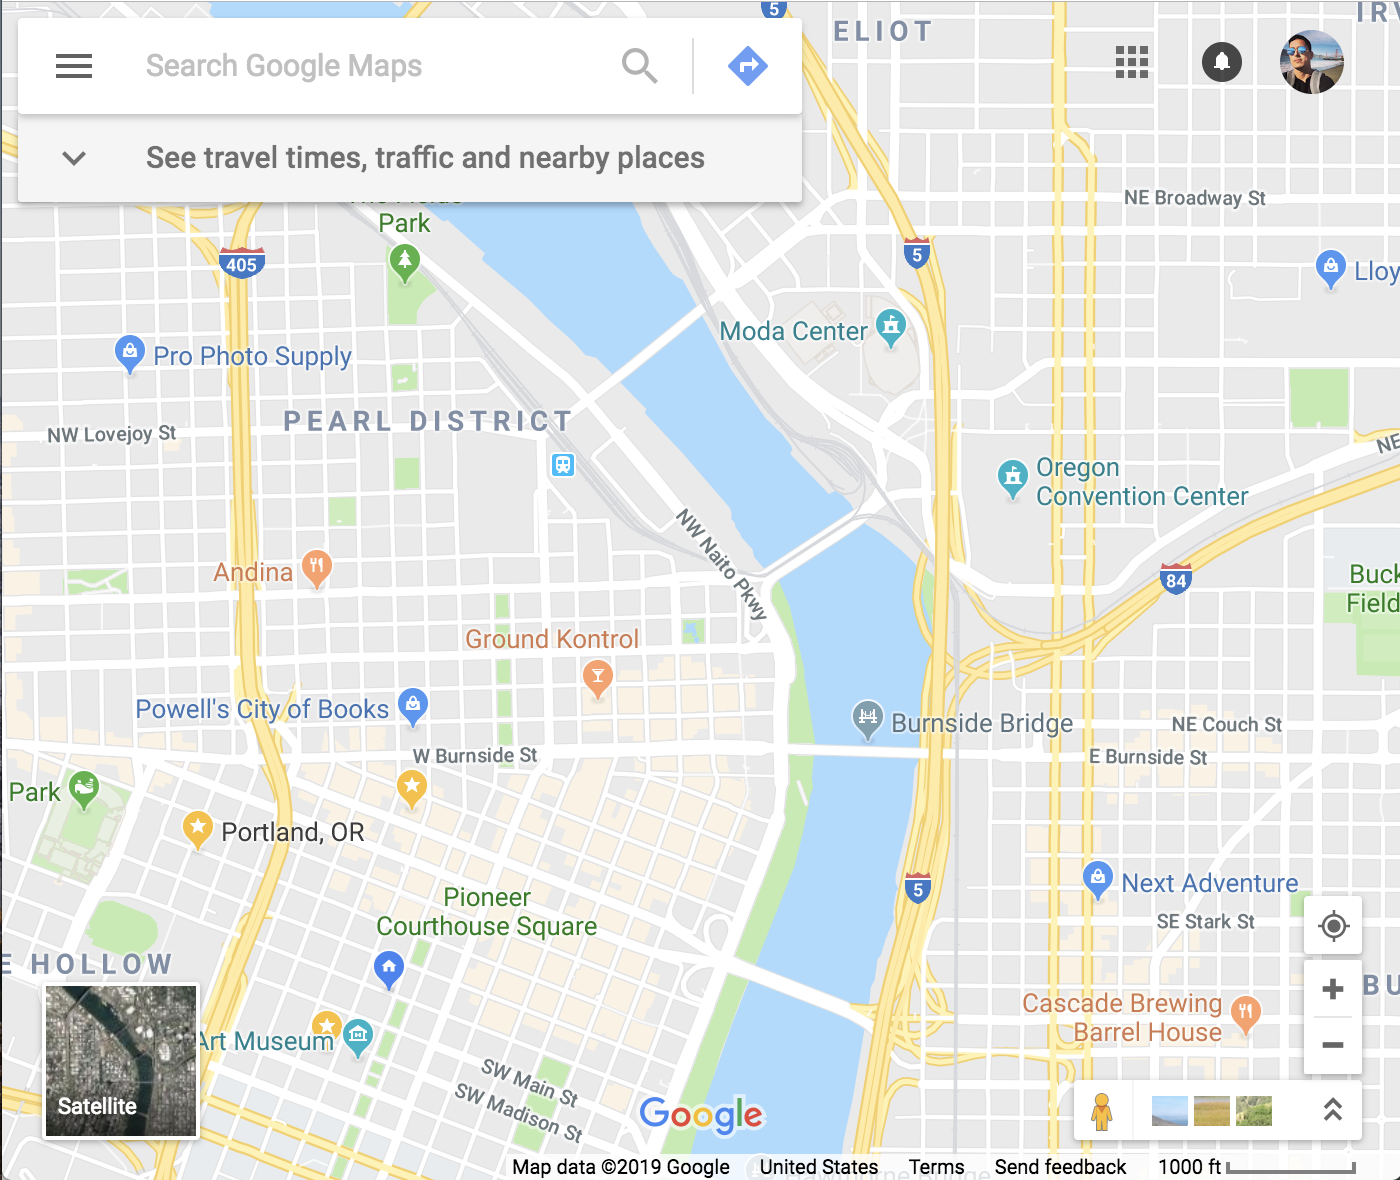 5
ELIOT
Search Google Maps
See travel times, traffic and nearby places
Park
NE Broadway St
405
5
Lloy
Moda Center
Pro Photo Supply
PEARL DISTRICT
NW Lovejoy St
NE
Oregon
Convention Center
NW Naito Pkwy
Andina
84
Buck
Field
Ground Kontrol
Powell's City of Books
Burnside Bridge
NE Couch St
W Burnside St
E Burnside St
Park
Portland, OR
Pioneer
Courthouse Square
5
Next Adventure
SE Stark St
E HOLLOW
BU
Cascade Brewing
Barrel House
Art Museum
SW Main St
SW Madison St
Satellite
Google
Map data ©2019 Google United States Terms Send feedback 1000 ft